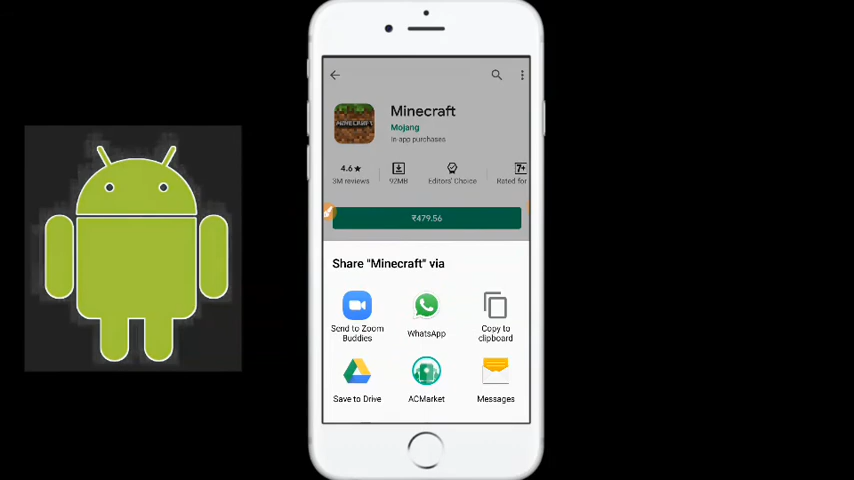 Minecraft
MINECRAFT
Mojang
In-app purchases
4.6★
3M reviews
92MB
Editors' Choice
7+
Rated for
₹479.56
Share "Minecraft" via
Send to Zoom
Buddies
WhatsApp
Copy to
clipboard
Save to Drive
ACMarket
Messages